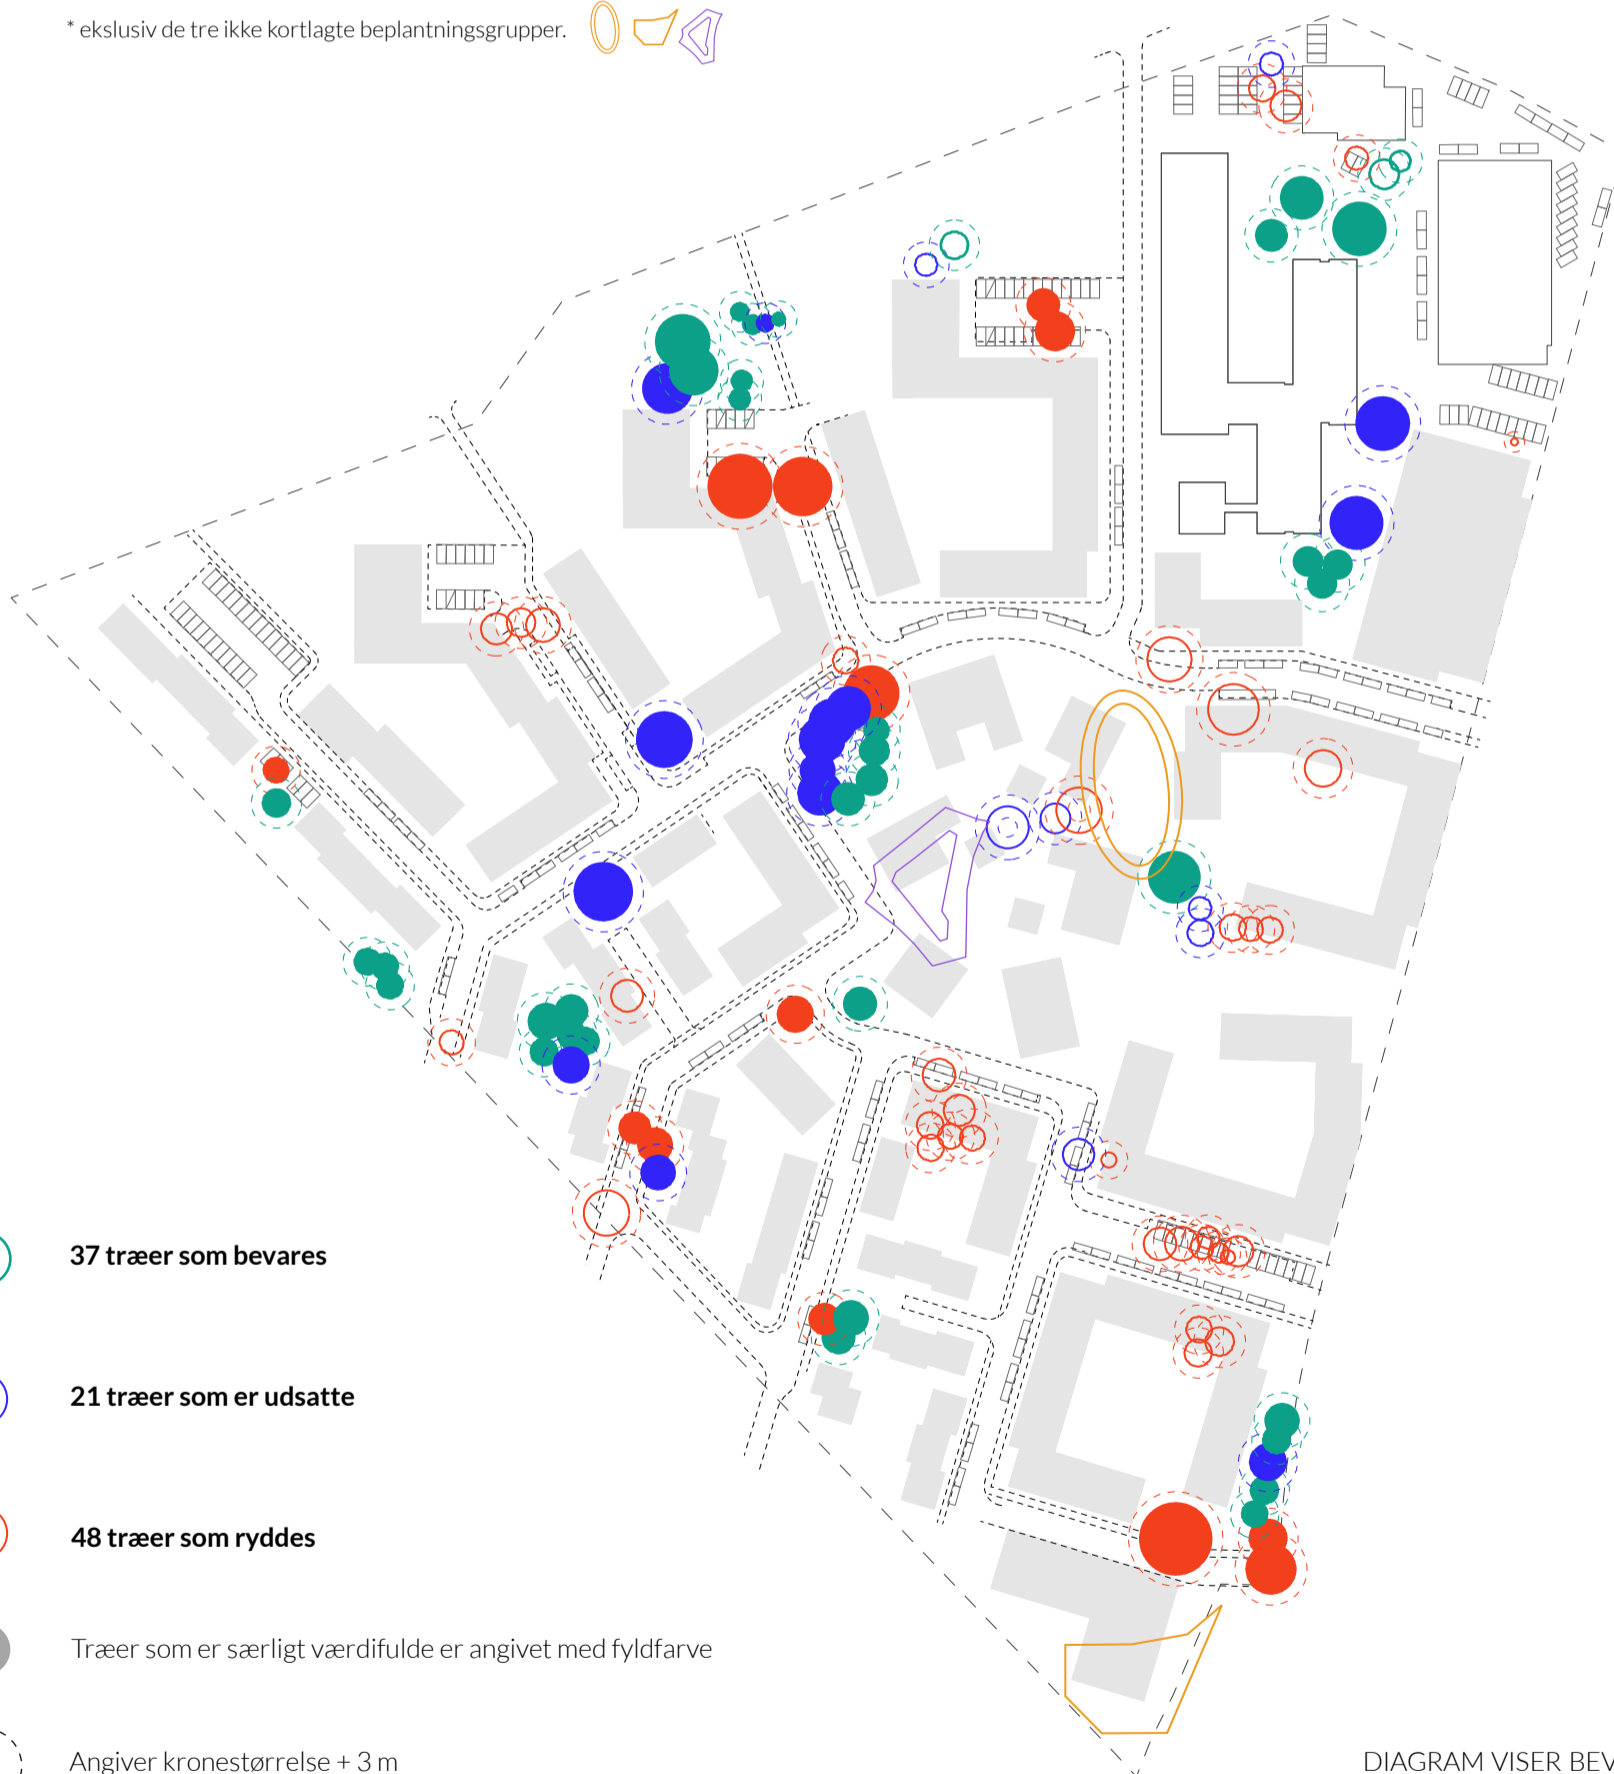 * ekslusiv de tre ikke kortlagte beplantningsgrupper.
37 træer som bevares
21 træer som er udsatte
48 træer som ryddes
Træer som er særligt værdifulde er angivet med fyldfarve
Angiver kronestørrelse + 3 m
DIAGRAM VISER BEV